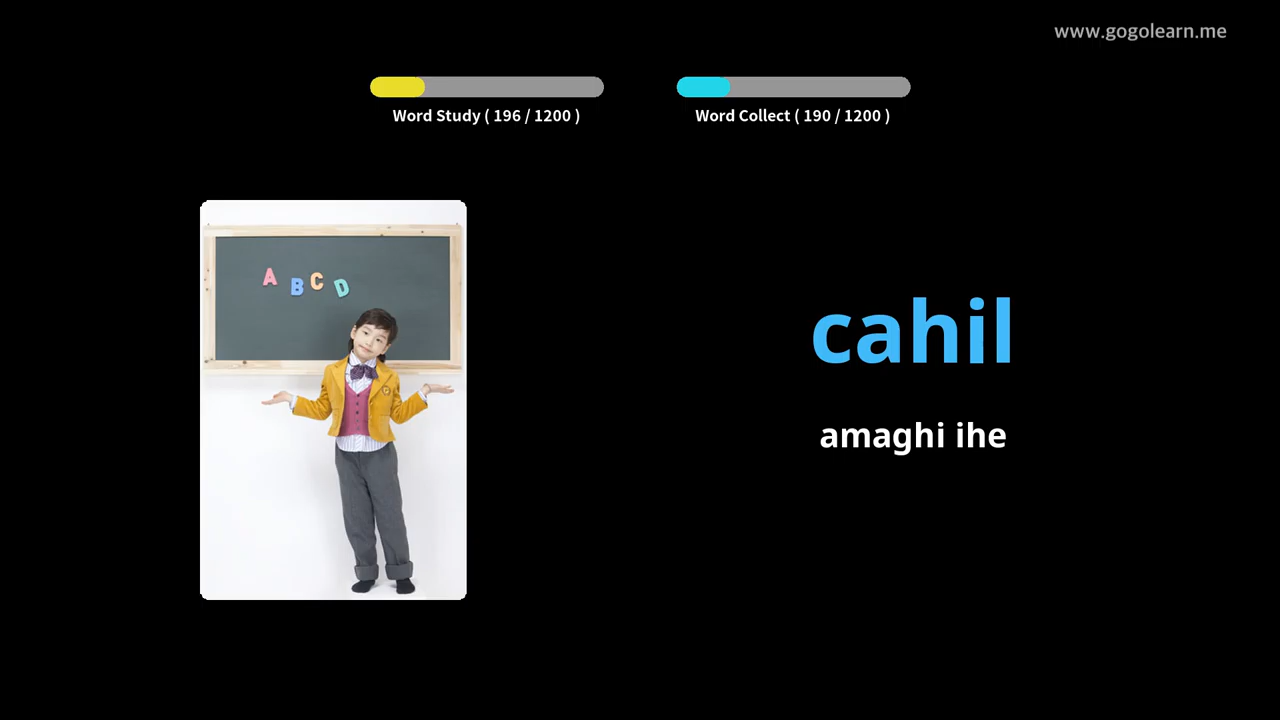 www.gogolearn.me
Word Study ( 196 / 1200 )
Word Collect ( 190 / 1200 )
A B C D
cahil
amaghi ihe